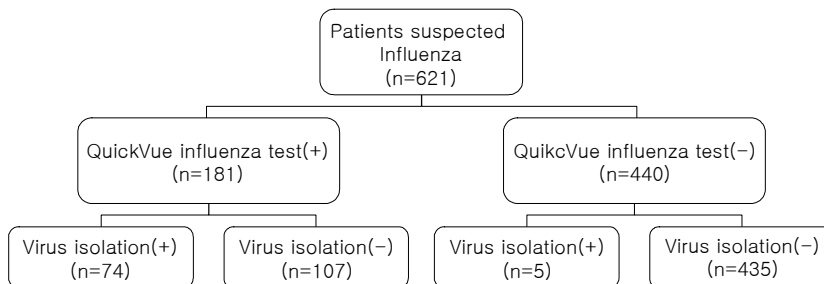 Patients suspected
Influenza
(n=621)
QuickVue influenza test(+)
(n=181)
QuikcVue influenza test(-)
(n=440)
Virus isolation(+)
(n=74)
Virus isolation(-)
(n=107)
Virus isolation(+)
(n=5)
Virus isolation(-)
(n=435)